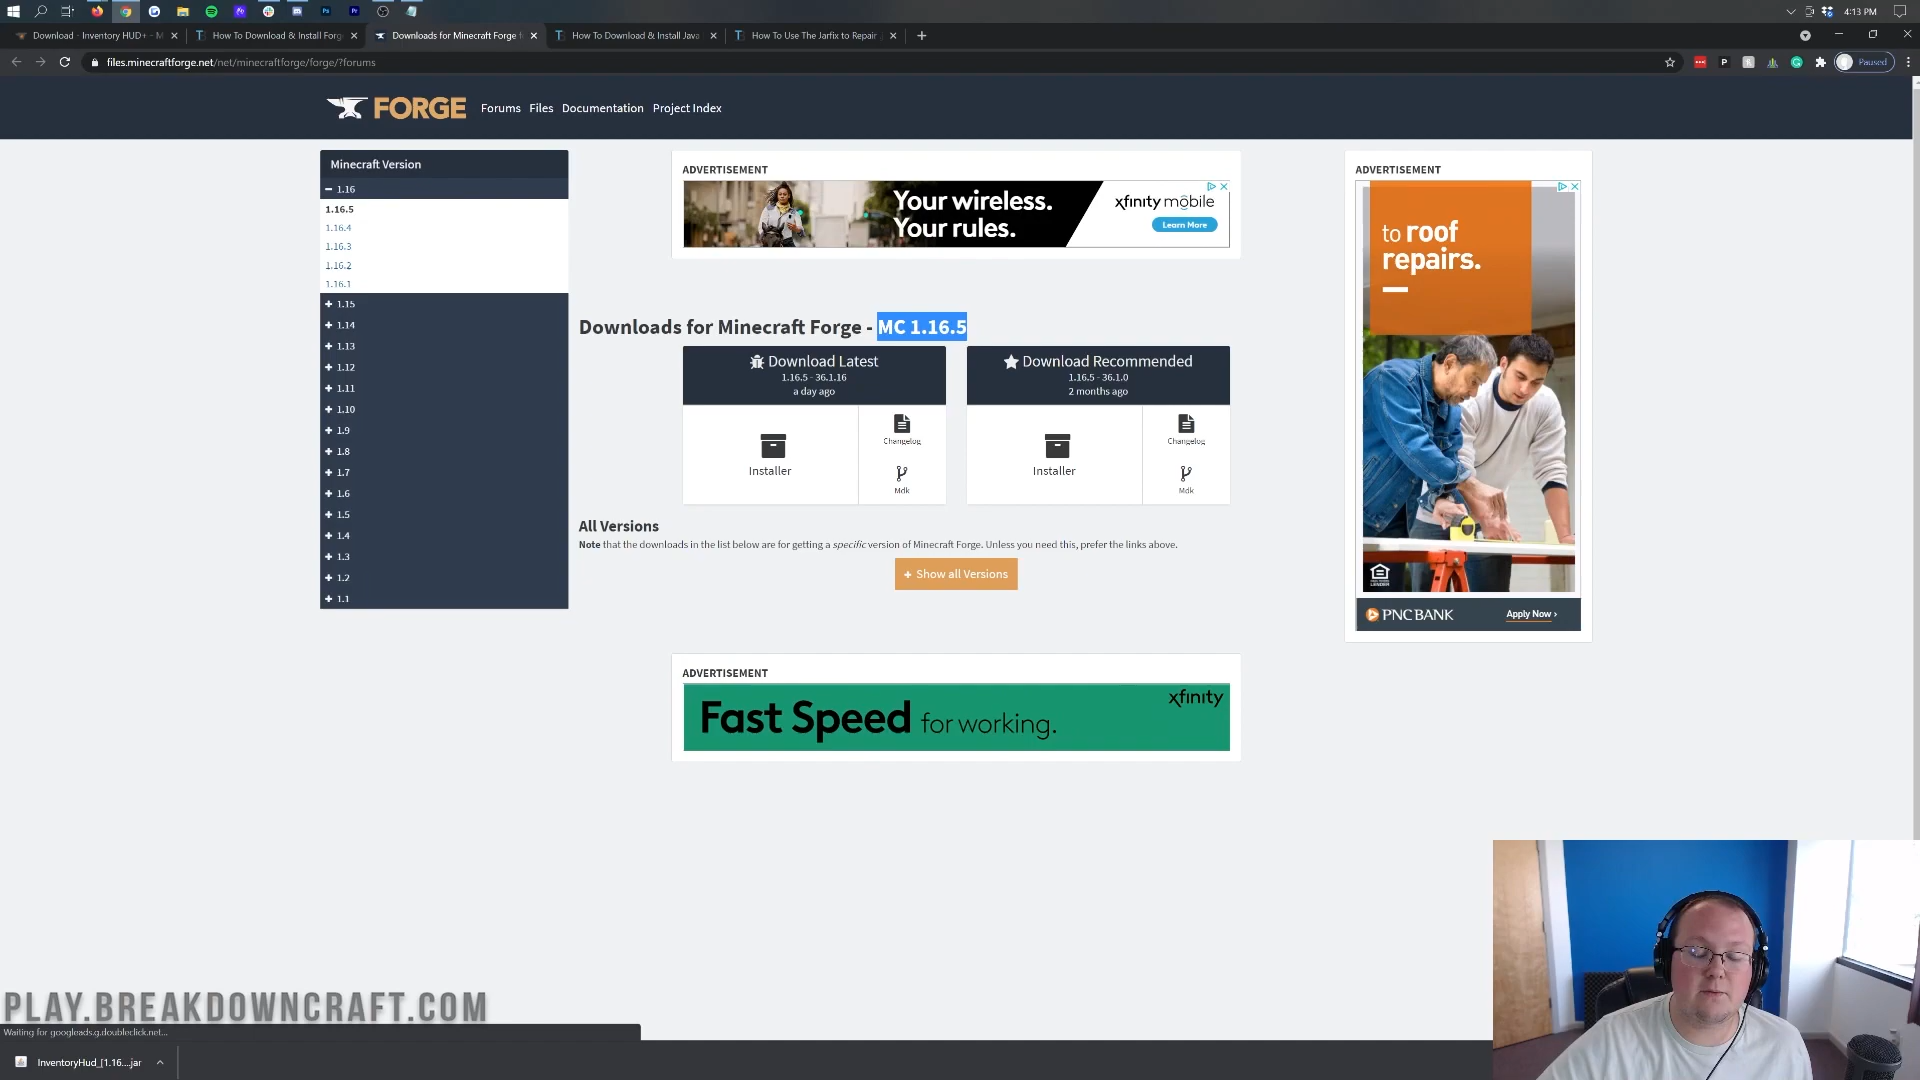 4:13 PM
Download - Inventory HUD+ - M
How To Download & Install Forg
Downloads for Minecraft Forge f
How To Download & Install Java
How To Use The Jarfix to Repair
files.minecraftforge.net/net/minecraftforge/forge/?forums
Paused
FORGE
Forums Files Documentation Project Index
Minecraft Version
1.16
1.16.5
1.16.4
1.16.3
1.16.2
1.16.1
1.15
1.14
1.13
1.12
1.11
1.10
1.9
1.8
1.7
1.6
1.5
1.4
1.3
1.2
1.1
ADVERTISEMENT
Your wireless.
Your rules.
xfinity mobile
Learn More
Downloads for Minecraft Forge - MC 1.16.5
Download Latest
1.16.5 - 36.1.16
a day ago
Installer
Changelog
Mdk
Download Recommended
1.16.5 - 36.1.0
2 months ago
Installer
Changelog
Mdk
All Versions
Note that the downloads in the list below are for getting a specific version of Minecraft Forge. Unless you need this, prefer the links above.
+ Show all Versions
ADVERTISEMENT
Fast Speed for working.
xfinity
ADVERTISEMENT
to roof
repairs.
PNC BANK
Apply Now ›
PLAY.BREAKDOWNCRAFT.COM
Waiting for googleads.g.doubleclick.net...
InventoryHud_[1.16....jar